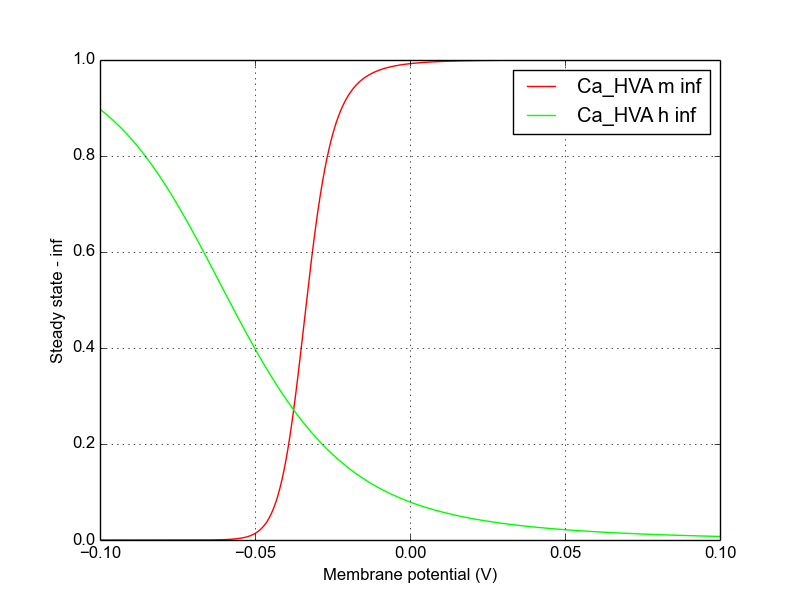 1.0
0.8
0.6
0.4
0.2
0.0
Steady state - inf
Ca_HVA m inf
Ca_HVA h inf
−0.10 −0.05 0.00 0.05 0.10
Membrane potential (V)